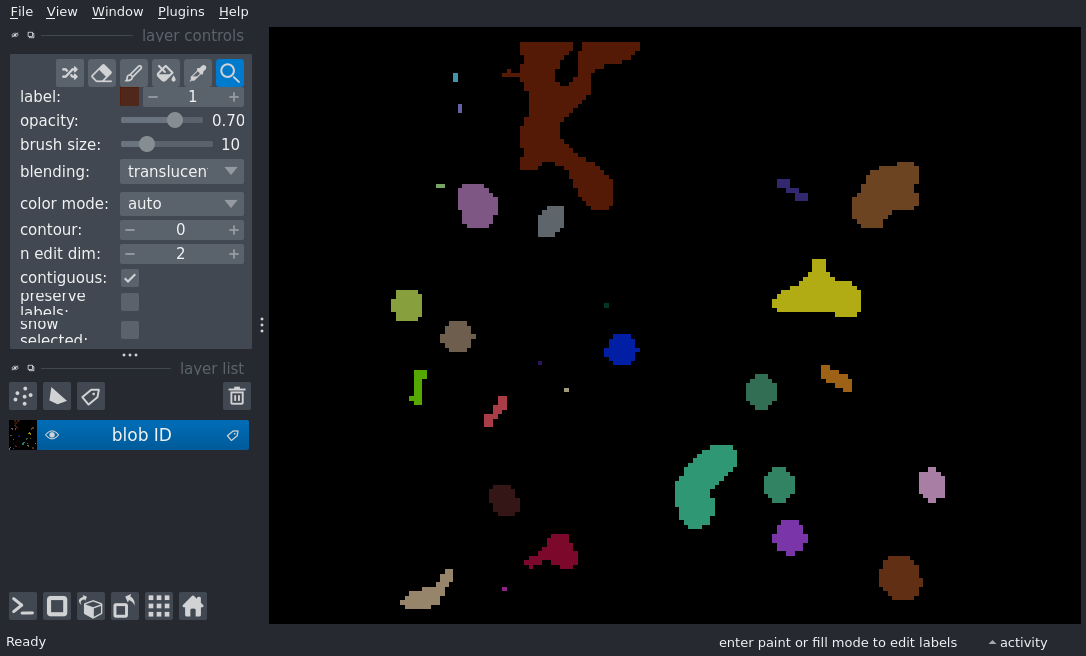 File View Window Plugins Help
layer controls
label: 1
opacity: 0.70
brush size: 10
blending: translucen
color mode: auto
contour: 0
n edit dim: 2
contiguous:
preserve
labels:
show
selected:
layer list
blob ID
Ready enter paint or fill mode to edit labels activity